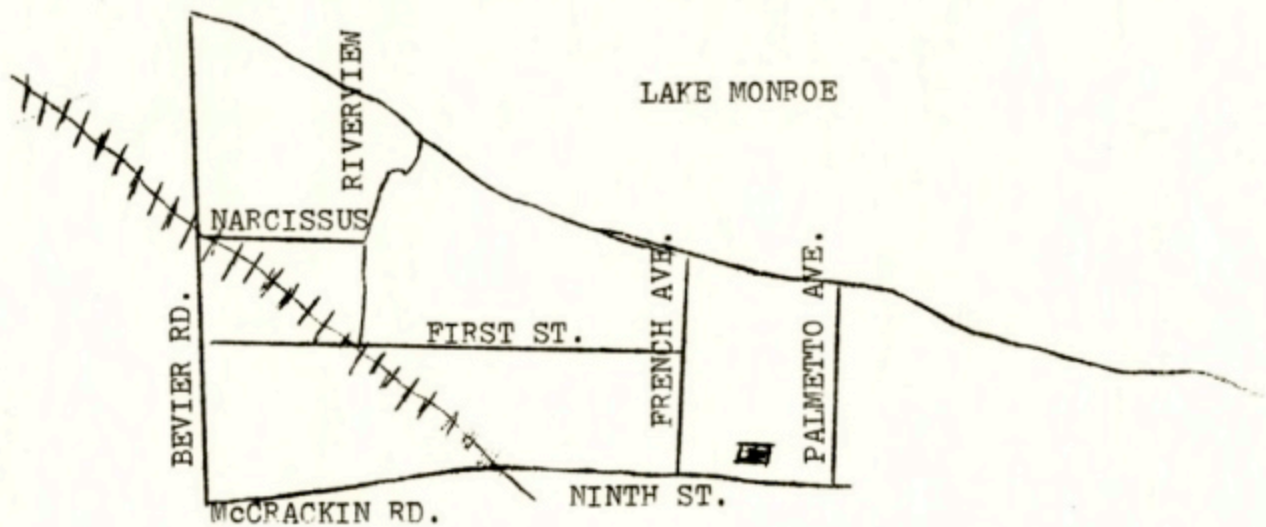 RIVERVIEW
LAKE MONROE
NARCISSUS
BEVIER RD.
FIRST ST.
FRENCH AVE.
PALMETTO AVE.
NINTH ST.
McCRACKIN RD.